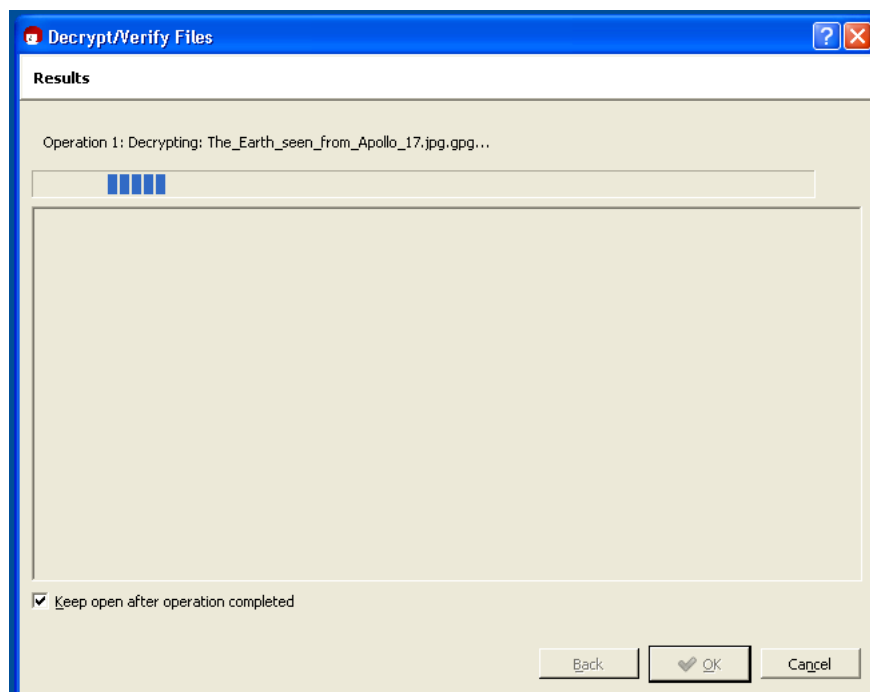 Decrypt/Verify Files
Results
Operation 1: Decrypting: The_Earth_seen_from_Apollo_17.jpg.gpg...
Keep open after operation completed
Back
OK
Cancel